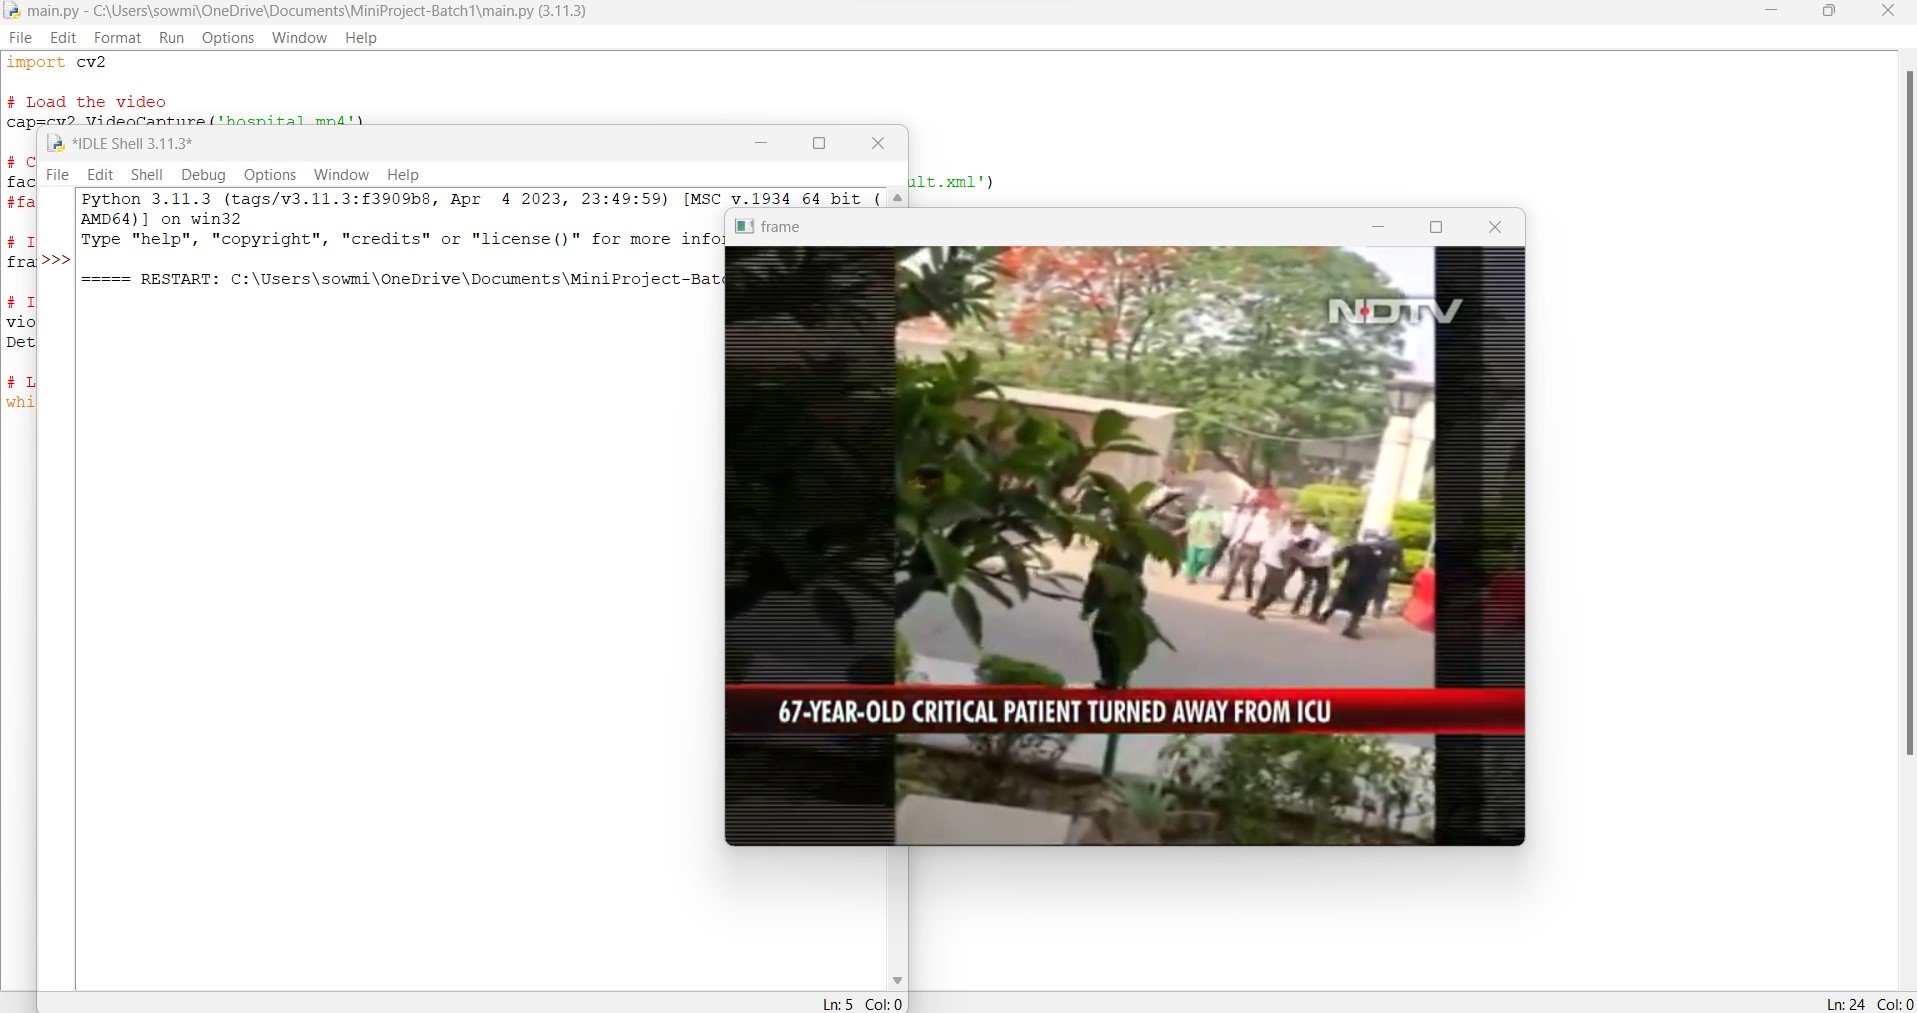 main.py - C:\Users\sowmi\OneDrive\Documents\MiniProject-Batch1\main.py (3.11.3)
File Edit Format Run Options Window Help
import cv2
# Load the video
cap=cv2.VideoCapture('hospital.mp4')
*IDLE Shell 3.11.3*
# C
File Edit Shell Debug Options Window Help
fac
ult.xml')
#fa
Python 3.11.3 (tags/v3.11.3:f3909b8, Apr 4 2023, 23:49:59) [MSC v.1934 64 bit (
AMD64)] on win32
Type "help", "copyright", "credits" or "license()" for more infor
frame
# I
fra
>>>
===== RESTART: C:\Users\sowmi\OneDrive\Documents\MiniProject-Batc
# I
vio
Det
# L
whi
NDTV
67-YEAR-OLD CRITICAL PATIENT TURNED AWAY FROM ICU
Ln: 5 Col: 0
Ln: 24 Col: 0